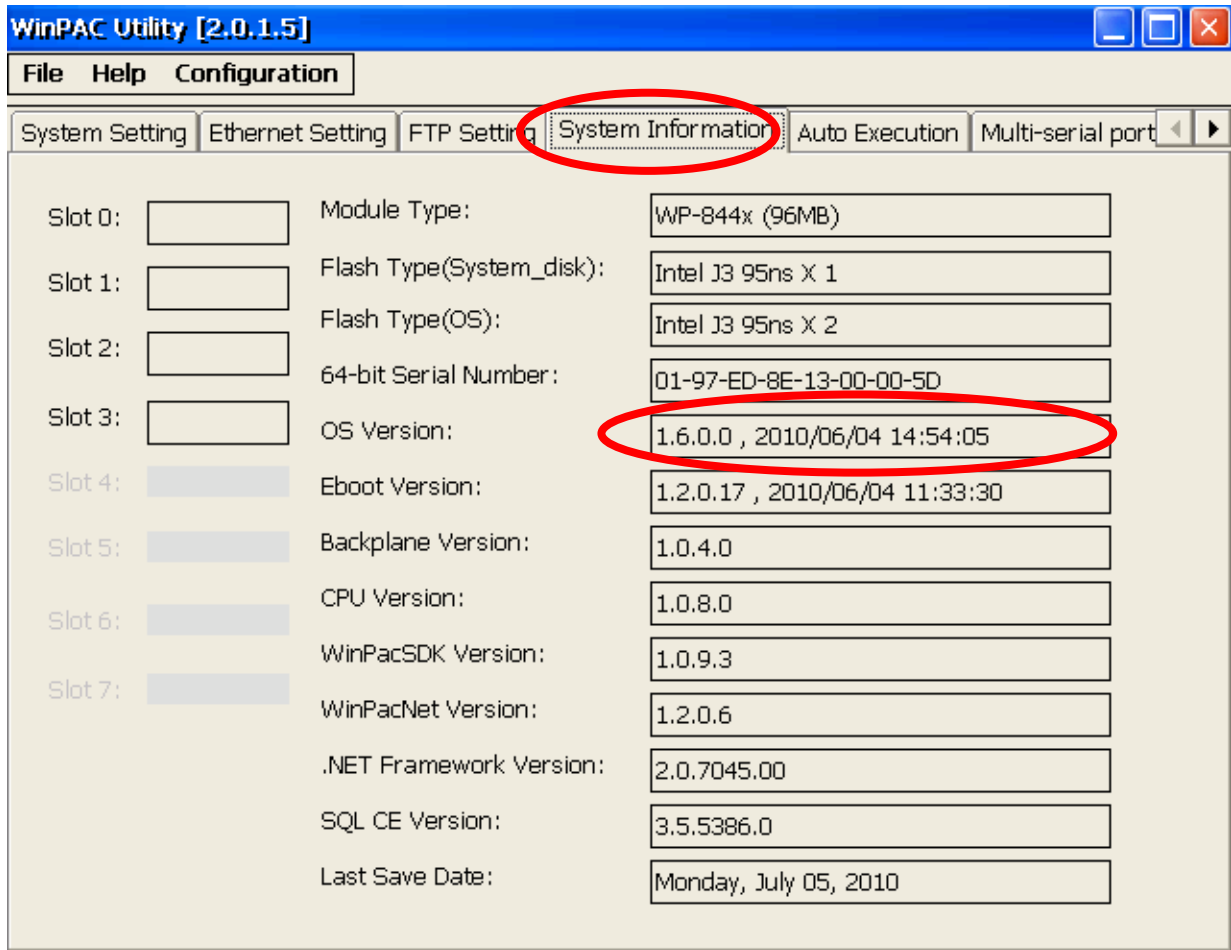 WinPAC Utility [2.0.1.5]
File Help Configuration
System Setting Ethernet Setting FTP Setting System Information Auto Execution Multi-serial port
Slot 0:
Slot 1:
Slot 2:
Slot 3:
Slot 4:
Slot 5:
Slot 6:
Slot 7:
Module Type: WP-844x (96MB)
Flash Type(System_disk): Intel J3 95ns X 1
Flash Type(OS): Intel J3 95ns X 2
64-bit Serial Number: 01-97-ED-8E-13-00-00-5D
OS Version: 1.6.0.0 , 2010/06/04 14:54:05
Eboot Version: 1.2.0.17 , 2010/06/04 11:33:30
Backplane Version: 1.0.4.0
CPU Version: 1.0.8.0
WinPacSDK Version: 1.0.9.3
WinPacNet Version: 1.2.0.6
.NET Framework Version: 2.0.7045.00
SQL CE Version: 3.5.5386.0
Last Save Date: Monday, July 05, 2010